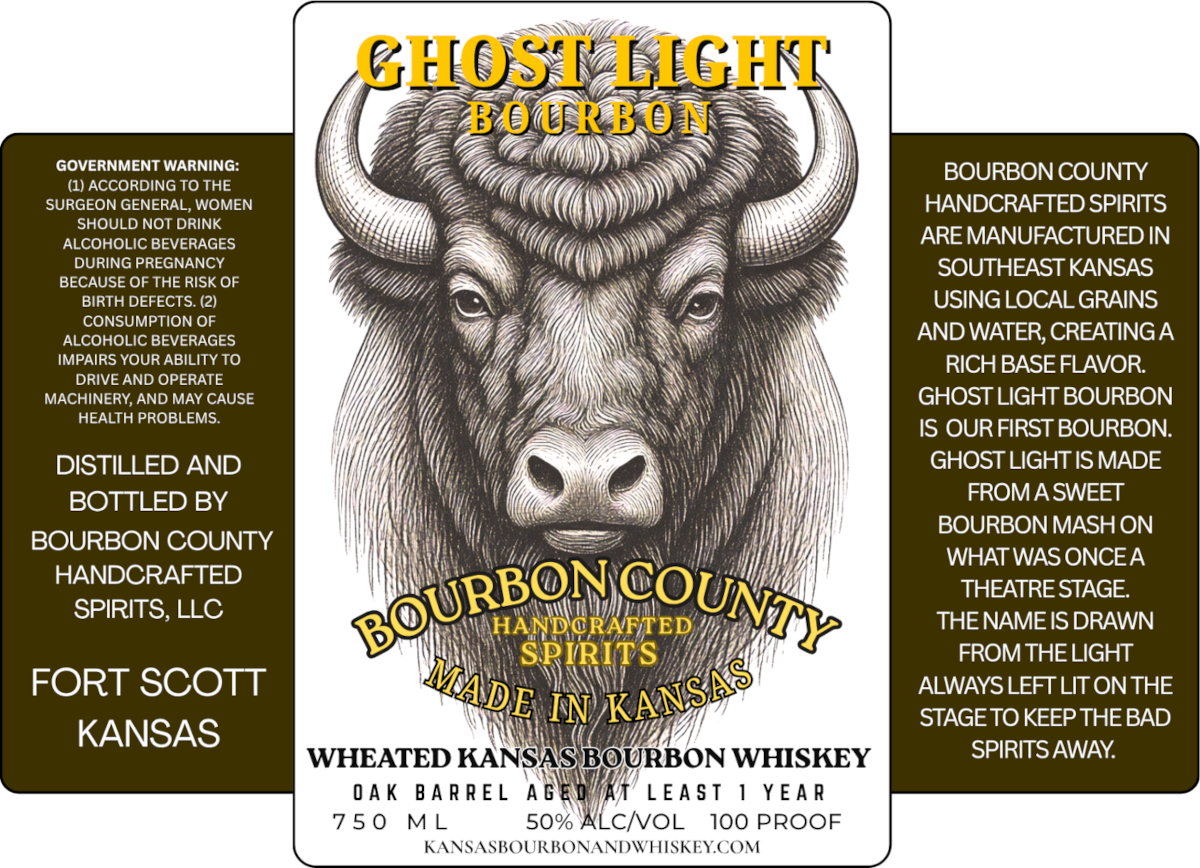 GOVERNMENT WARNING:
(1) ACCORDING TO THE
SURGEON GENERAL, WOMEN
SHOULD NOT DRINK
ALCOHOLIC BEVERAGES
DURING PREGNANCY
BECAUSE OF THE RISK OF
BIRTH DEFECTS. (2)
CONSUMPTION OF
ALCOHOLIC BEVERAGES
IMPAIRS YOUR ABILITY TO
DRIVE AND OPERATE
MACHINERY, AND MAY CAUSE
HEALTH PROBLEMS.
DISTILLED AND
BOTTLED BY
BOURBON COUNTY
HANDCRAFTED
SPIRITS, LLC
FORT SCOTT
KANSAS
GHOST LIGHT
BOURBON
BOURBON COUNTY
HANDCRAFTED
SPIRITS
MADE IN KANSAS
WHEATED KANSAS BOURBON WHISKEY
OAK BARREL AGED AT LEAST 1 YEAR
750 ML 50% ALC/VOL 100 PROOF
KANSASBOURBONANDWHISKEY.COM
BOURBON COUNTY
HANDCRAFTED SPIRITS
ARE MANUFACTURED IN
SOUTHEAST KANSAS
USING LOCAL GRAINS
AND WATER, CREATING A
RICH BASE FLAVOR.
GHOST LIGHT BOURBON
IS OUR FIRST BOURBON.
GHOST LIGHT IS MADE
FROM A SWEET
BOURBON MASH ON
WHAT WAS ONCE A
THEATRE STAGE.
THE NAME IS DRAWN
FROM THE LIGHT
ALWAYS LEFT LIT ON THE
STAGE TO KEEP THE BAD
SPIRITS AWAY.